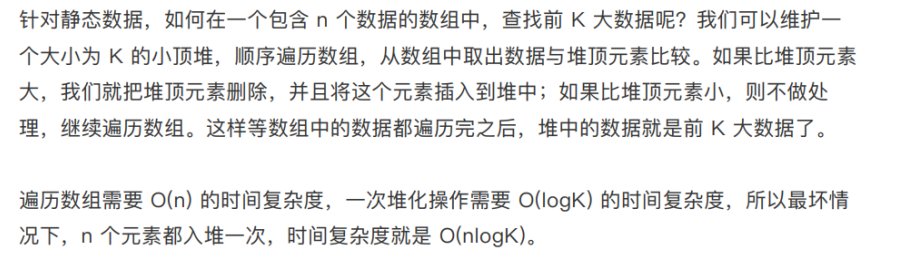 针对静态数据，如何在一个包含 n 个数据的数组中，查找前 K 大数据呢？我们可以维护一
个大小为 K 的小顶堆，顺序遍历数组，从数组中取出数据与堆顶元素比较。如果比堆顶元素
大，我们就把堆顶元素删除，并且将这个元素插入到堆中；如果比堆顶元素小，则不做处
理，继续遍历数组。这样等数组中的数据都遍历完之后，堆中的数据就是前 K 大数据了。
遍历数组需要 O(n) 的时间复杂度，一次堆化操作需要 O(logK) 的时间复杂度，所以最坏情
况下，n 个元素都入堆一次，时间复杂度就是 O(nlogK)。